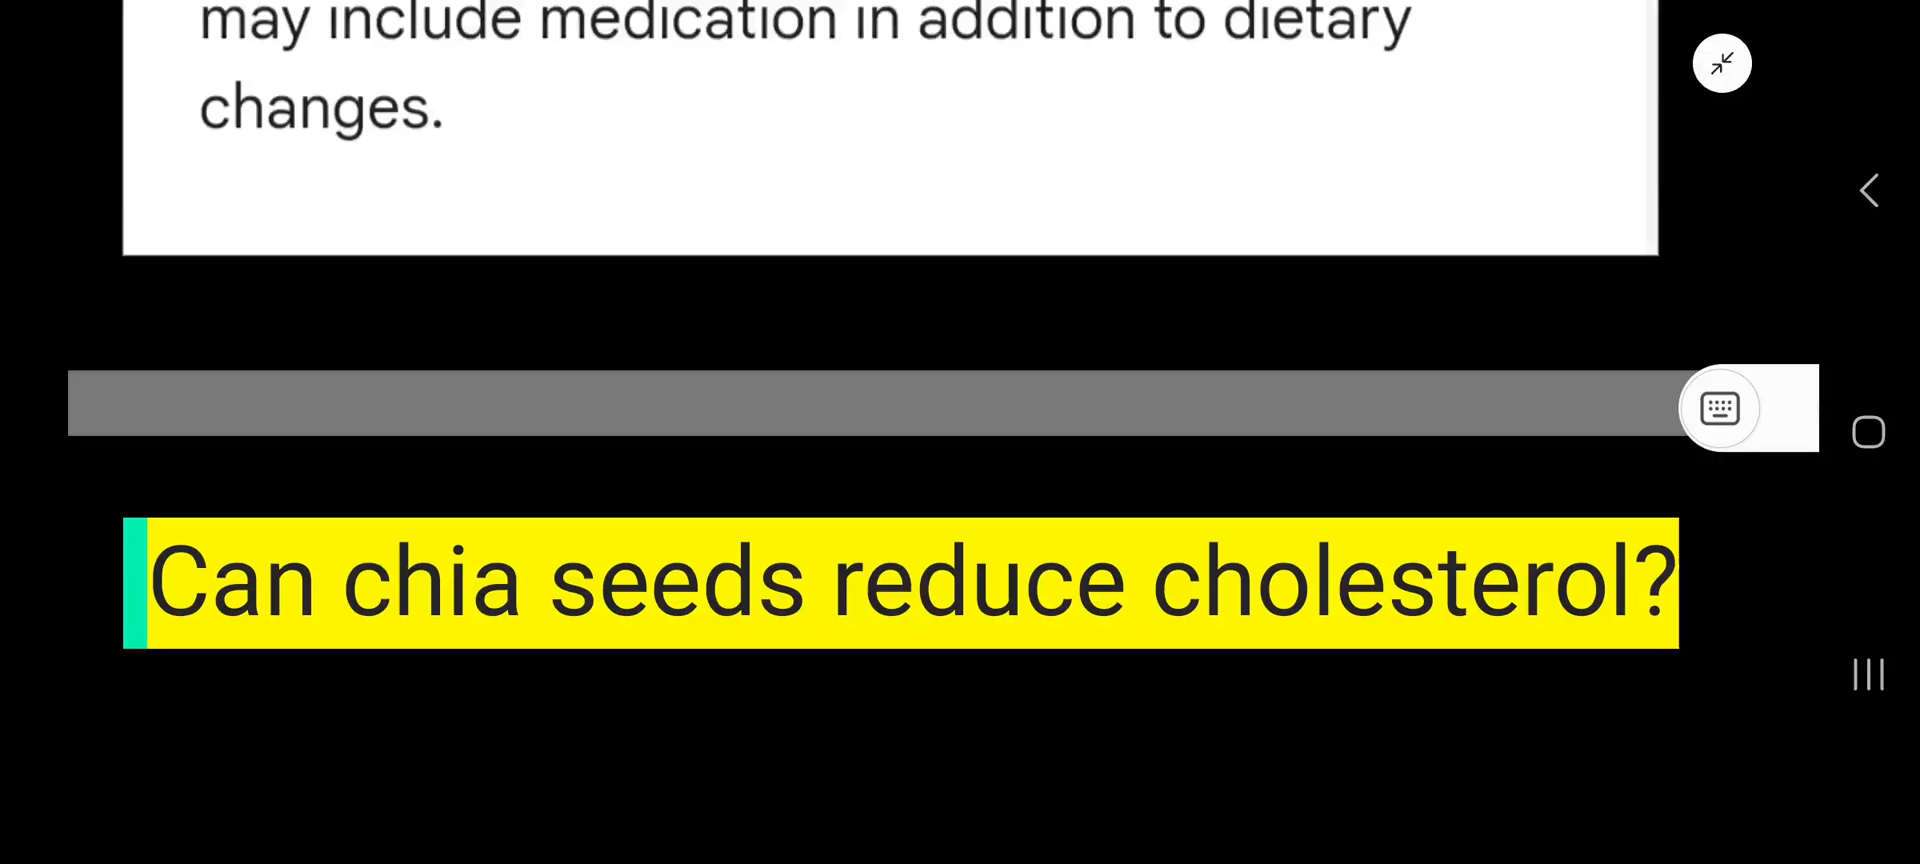 may include medication in addition to dietary
changes.
Can chia seeds reduce cholesterol?